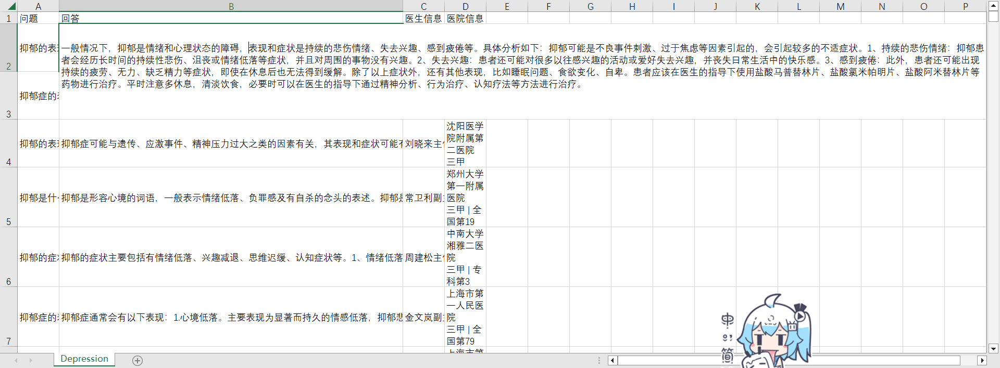 A B C D E F G H I J K L M N O P
1 问题 回答 医生信息 医院信息
2 抑郁的表 一般情况下，抑郁是情绪和心理状态的障碍，表现和症状是持续的悲伤情绪、失去兴趣、感到疲倦等。具体分析如下：抑郁可能是不良事件刺激、过于焦虑等因素引起的，会引起较多的不适症状。1、持续的悲伤情绪：抑郁患
者会经历长时间的持续性悲伤、沮丧或情绪低落等症状，并且对周围的事物没有兴趣。2、失去兴趣：患者还可能对很多以往感兴趣的活动或爱好失去兴趣，并丧失日常生活中的快乐感。3、感到疲倦：此外，患者还可能出现
持续的疲劳、无力、缺乏精力等症状，即使在休息后也无法得到缓解。除了以上症状外，还有其他表现，比如睡眠问题、食欲变化、自卑。患者应该在医生的指导下使用盐酸马普替林片、盐酸氯米帕明片、盐酸阿米替林片等
药物进行治疗。平时注意多休息，清淡饮食，必要时可以在医生的指导下通过精神分析、行为治疗、认知疗法等方法进行治疗。
3 抑郁症的
4 抑郁的表 抑郁症可能与遗传、应激事件、精神压力过大之类的因素有关，其表现和症状可能有 刘晓来主
沈阳医学
院附属第
二医院
三甲
5 抑郁是什 抑郁是形容心境的词语，一般表示情绪低落、负罪感及有自杀的念头的表述。抑郁是 常卫利副
郑州大学
第一附属
医院
三甲 | 全
国第19
6 抑郁的症 抑郁的症状主要包括有情绪低落、兴趣减退、思维迟缓、认知症状等。1、情绪低落 周建松主
中南大学
湘雅二医
院
三甲 | 专
科第3
7 抑郁症的 抑郁症通常会有以下表现：1.心境低落。主要表现为显著而持久的情感低落，抑郁悲 金文岚副
上海市第
一人民医
院
三甲 | 全
国第79
上海市第
Depression
中
简